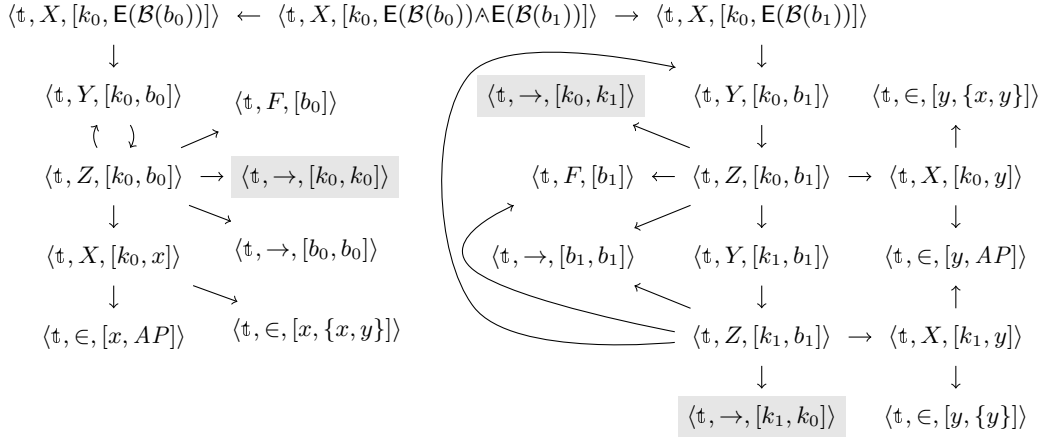 ⟨𝕥, X, [k₀, E(ℬ(b₀))]⟩ ← ⟨𝕥, X, [k₀, E(ℬ(b₀))∧E(ℬ(b₁))]⟩ → ⟨𝕥, X, [k₀, E(ℬ(b₁))]⟩
⟨𝕥, Y, [k₀, b₀]⟩ ⟨𝕥, F, [b₀]⟩ ⟨𝕥, →, [k₀, k₁]⟩ ⟨𝕥, Y, [k₀, b₁]⟩ ⟨𝕥, ∈, [y, {x, y}]⟩
⟨𝕥, Z, [k₀, b₀]⟩ → ⟨𝕥, →, [k₀, k₀]⟩ ⟨𝕥, F, [b₁]⟩ ← ⟨𝕥, Z, [k₀, b₁]⟩ → ⟨𝕥, X, [k₀, y]⟩
⟨𝕥, X, [k₀, x]⟩ ⟨𝕥, →, [b₀, b₀]⟩ ⟨𝕥, →, [b₁, b₁]⟩ ⟨𝕥, Y, [k₁, b₁]⟩ ⟨𝕥, ∈, [y, AP]⟩
⟨𝕥, ∈, [x, AP]⟩ ⟨𝕥, ∈, [x, {x, y}]⟩ ⟨𝕥, Z, [k₁, b₁]⟩ → ⟨𝕥, X, [k₁, y]⟩
⟨𝕥, →, [k₁, k₀]⟩ ⟨𝕥, ∈, [y, {y}]⟩